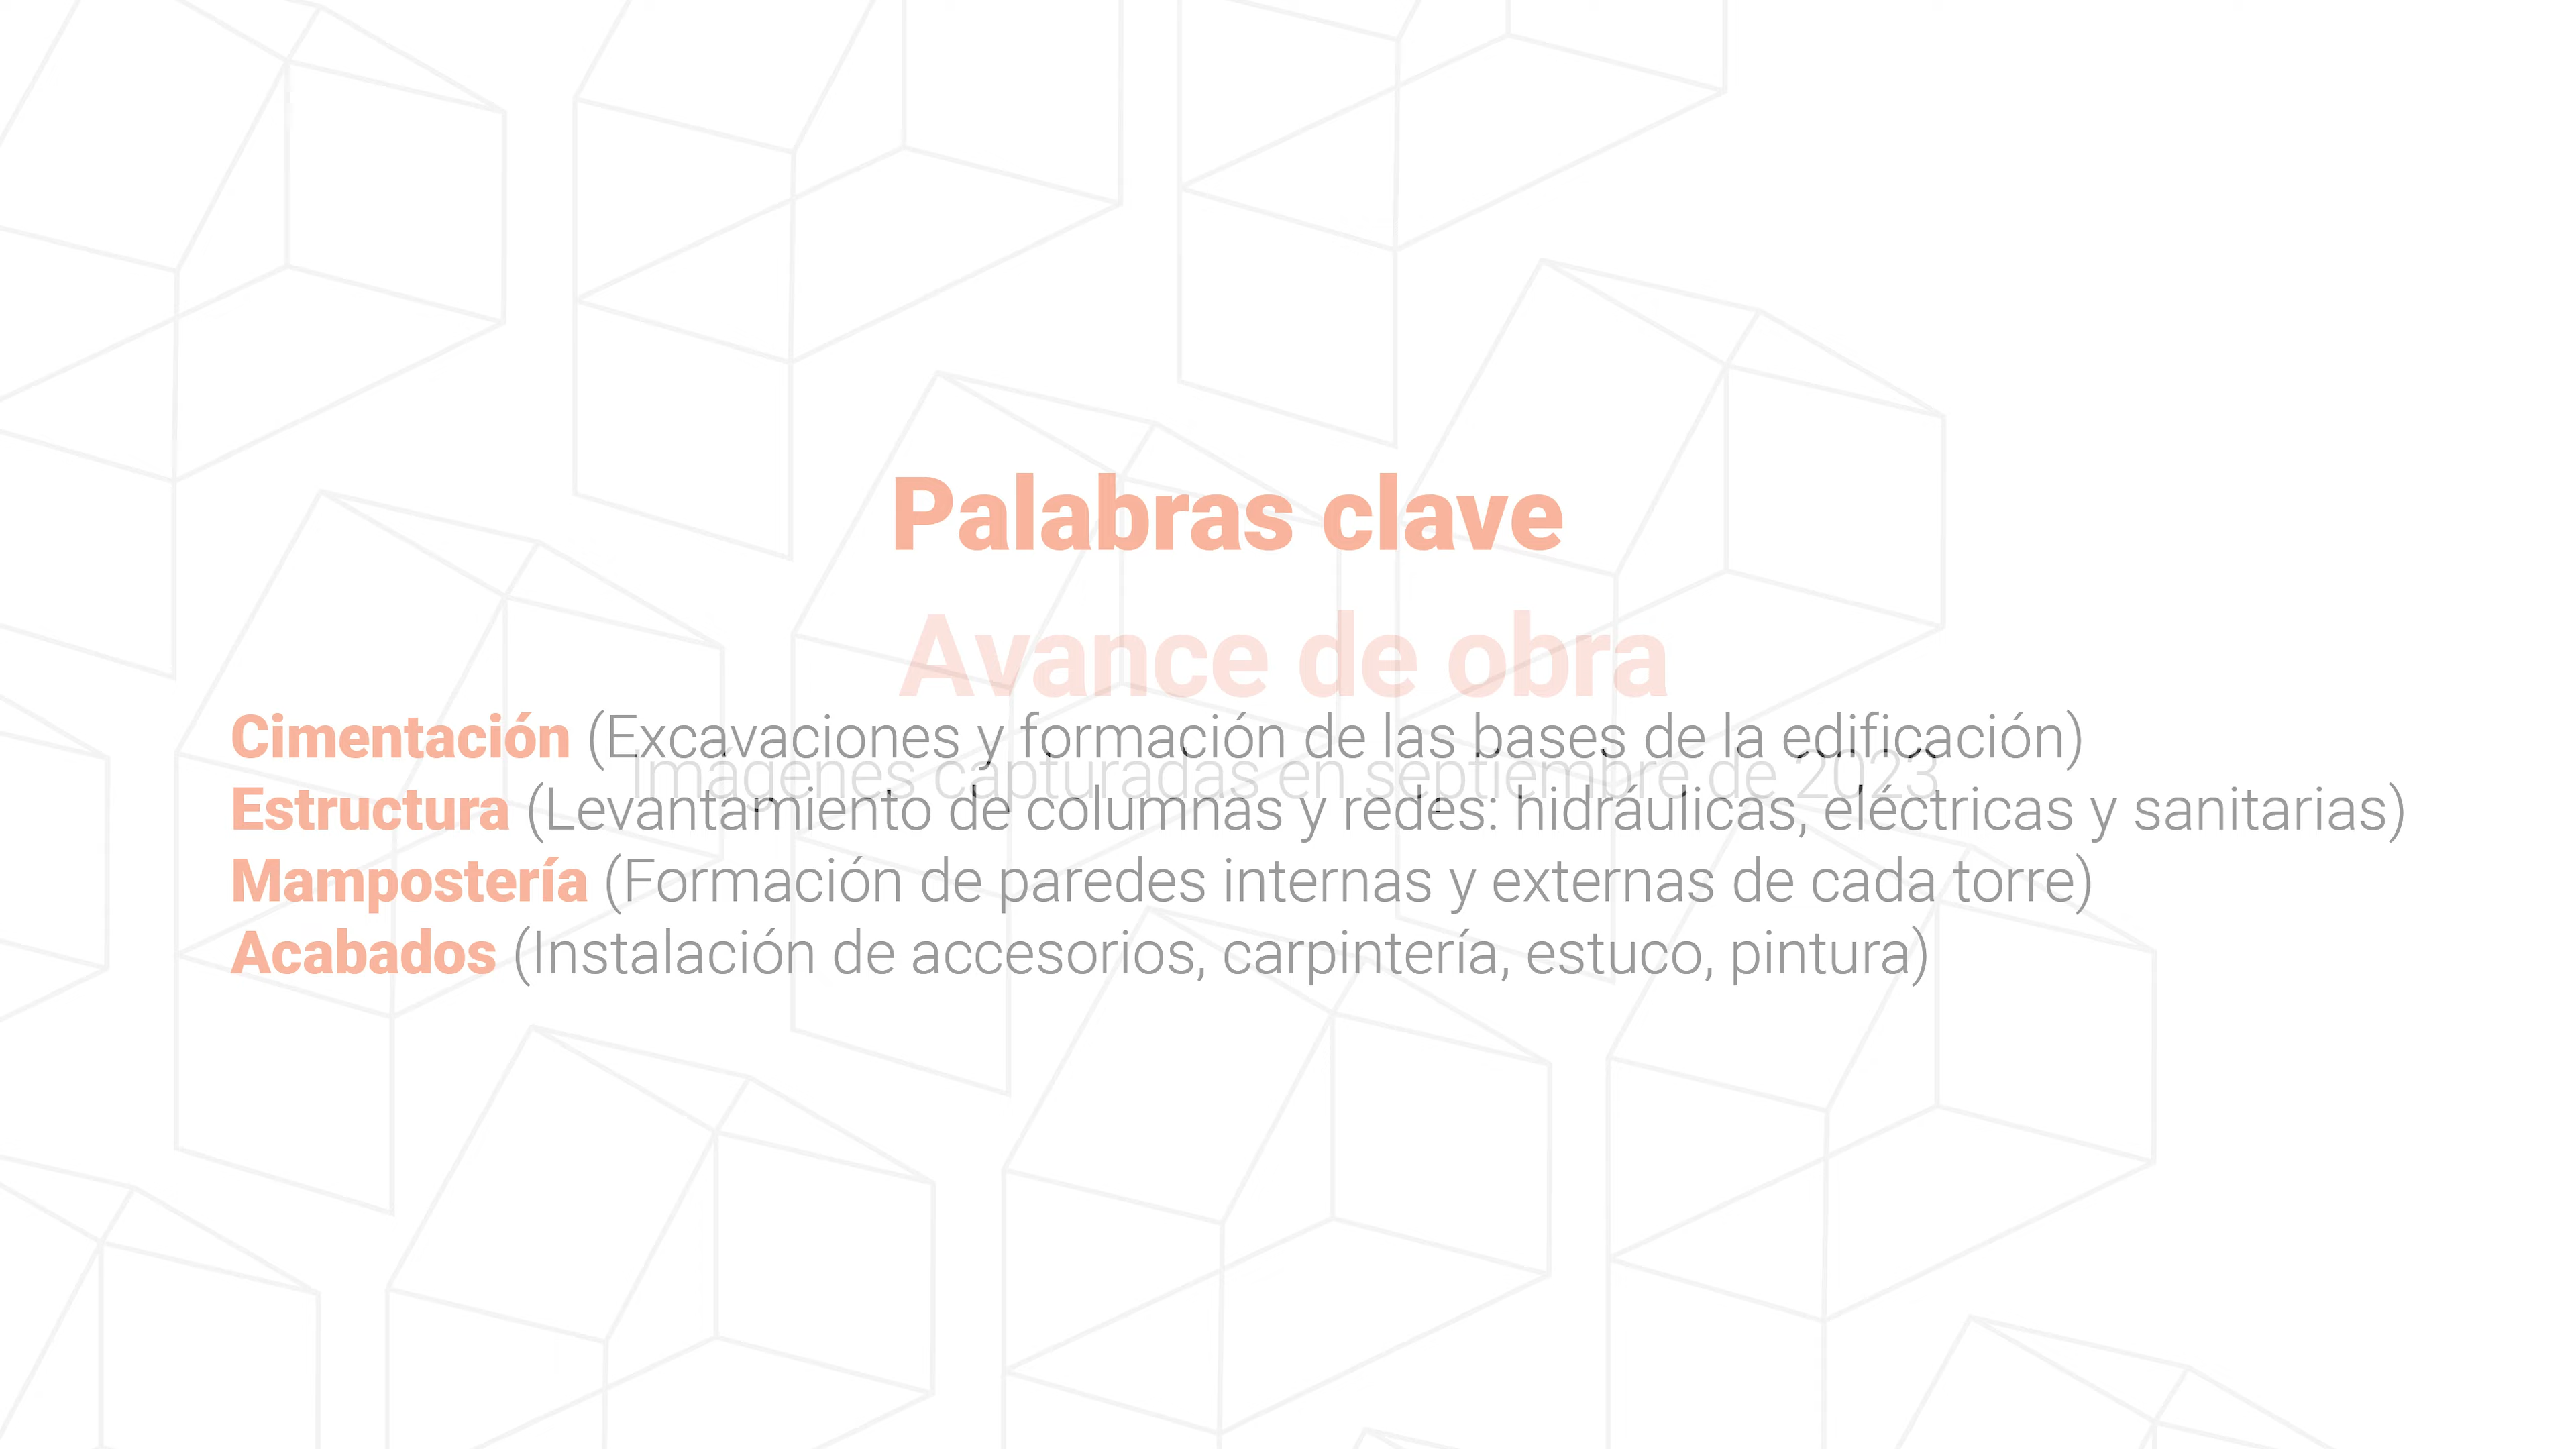 Palabras clave
Avance de obra
Cimentación (Excavaciones y formación de las bases de la edificación)
Imágenes capturadas en septiembre de 2023
Estructura (Levantamiento de columnas y redes: hidráulicas, eléctricas y sanitarias)
Mampostería (Formación de paredes internas y externas de cada torre)
Acabados (Instalación de accesorios, carpintería, estuco, pintura)